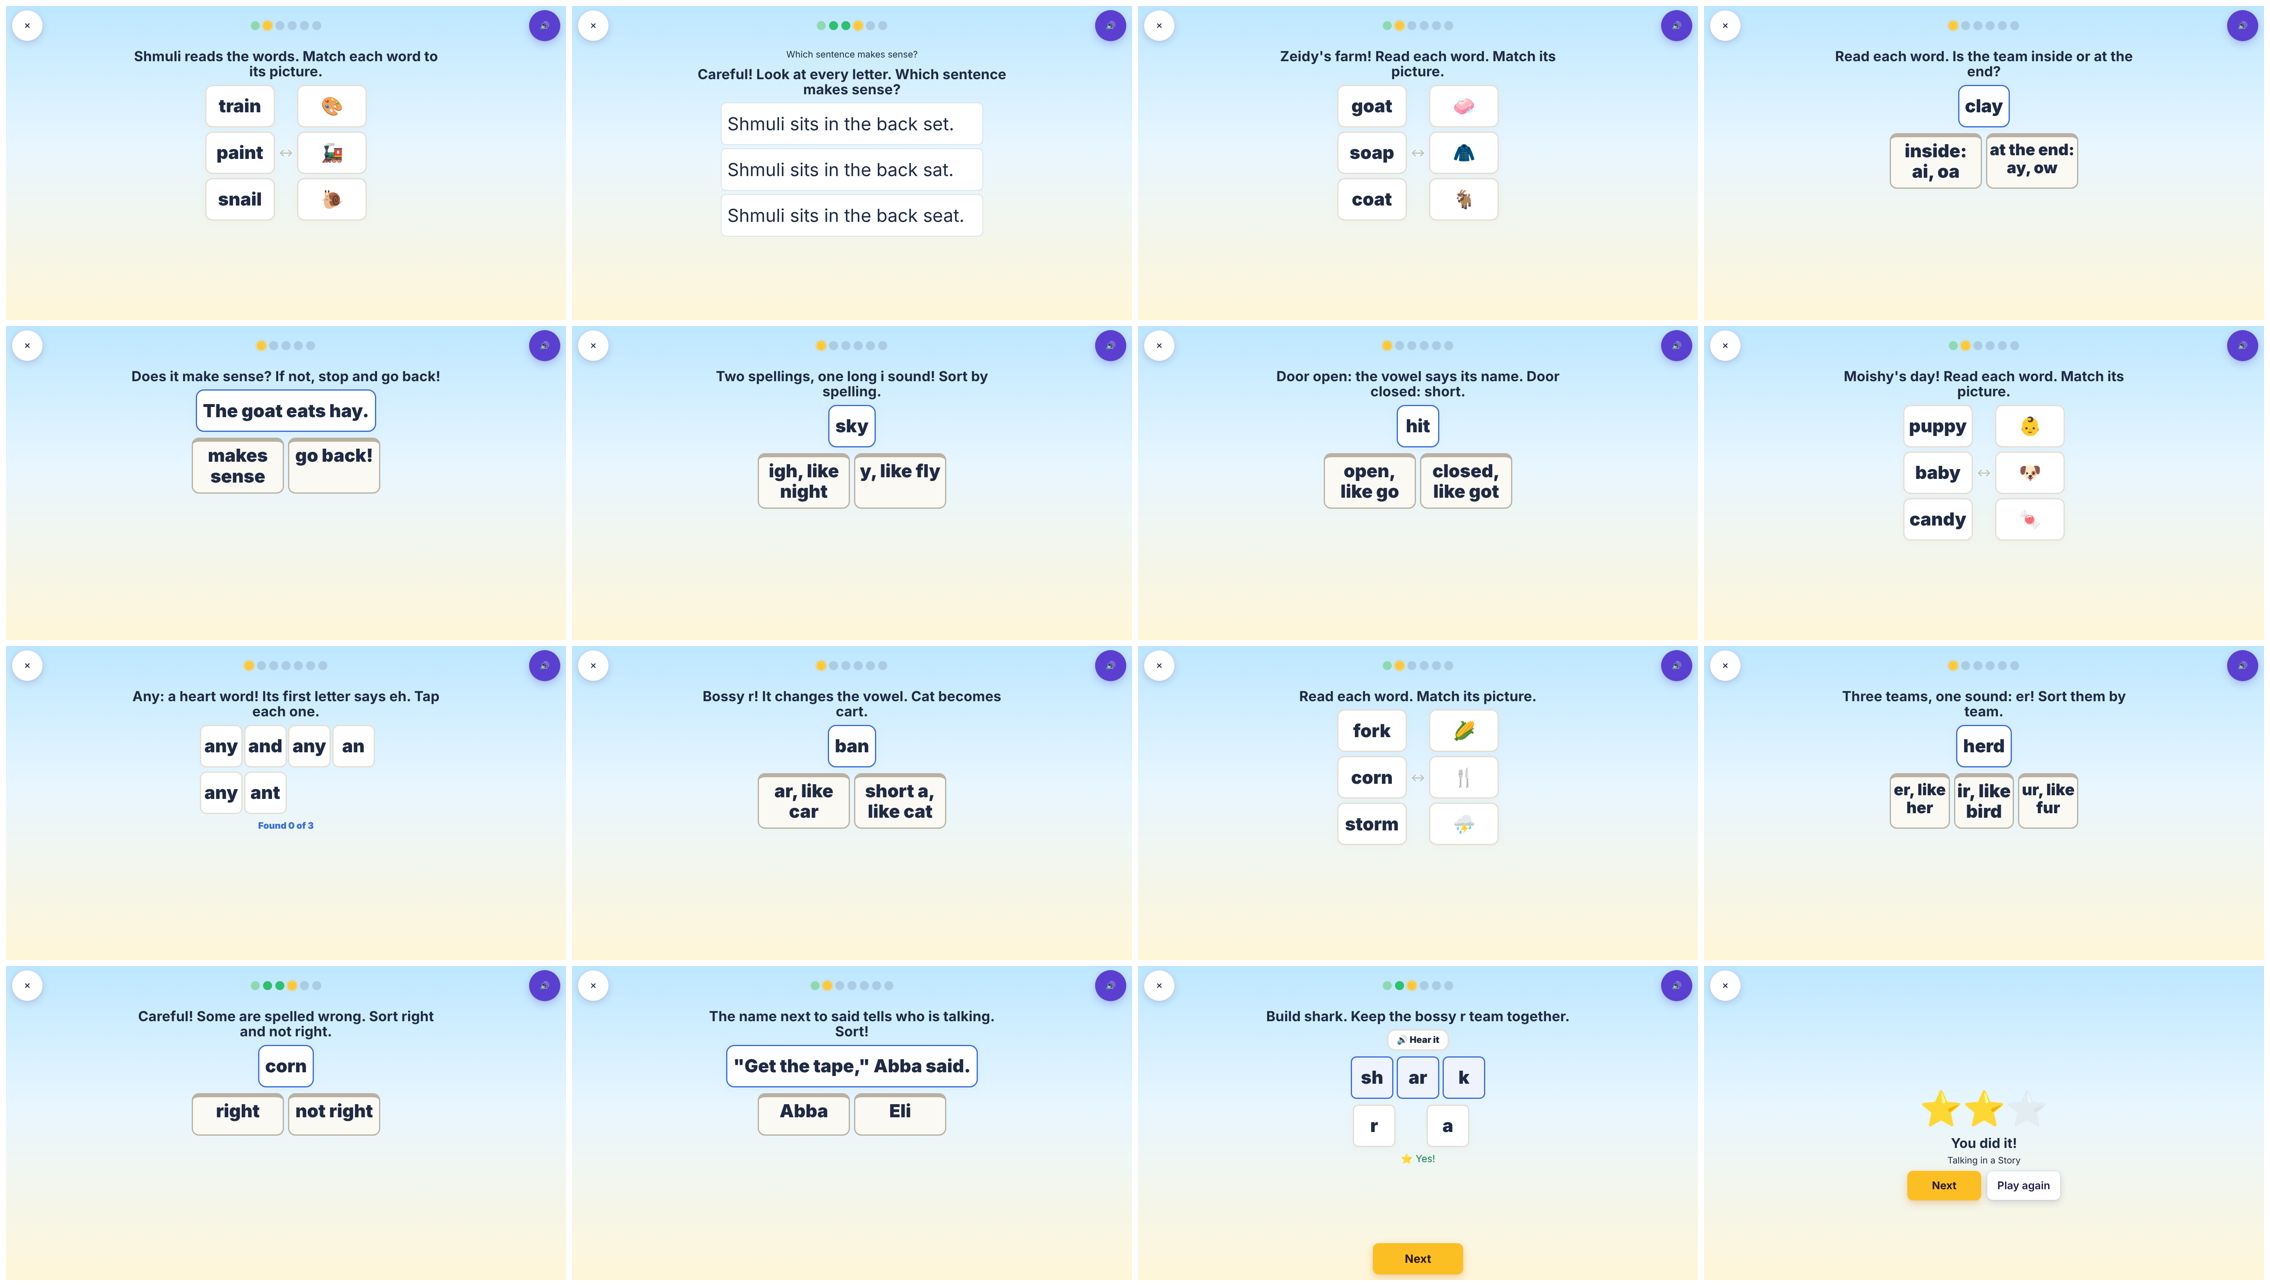 Shmuli reads the words. Match each word to
its picture.
train
paint
snail
Which sentence makes sense?
Careful! Look at every letter. Which sentence
makes sense?
Shmuli sits in the back set.
Shmuli sits in the back sat.
Shmuli sits in the back seat.
Zeidy's farm! Read each word. Match its
picture.
goat
soap
coat
Read each word. Is the team inside or at the
end?
clay
inside:
ai, oa
at the end:
ay, ow
Does it make sense? If not, stop and go back!
The goat eats hay.
makes
sense
go back!
Two spellings, one long i sound! Sort by
spelling.
sky
igh, like
night
y, like fly
Door open: the vowel says its name. Door
closed: short.
hit
open,
like go
closed,
like got
Moishy's day! Read each word. Match its
picture.
puppy
baby
candy
Any: a heart word! Its first letter says eh. Tap
each one.
any and any an
any ant
Found 0 of 3
Bossy r! It changes the vowel. Cat becomes
cart.
ban
ar, like
car
short a,
like cat
Read each word. Match its picture.
fork
corn
storm
Three teams, one sound: er! Sort them by
team.
herd
er, like
her
ir, like
bird
ur, like
fur
Careful! Some are spelled wrong. Sort right
and not right.
corn
right
not right
The name next to said tells who is talking.
Sort!
"Get the tape," Abba said.
Abba
Eli
Build shark. Keep the bossy r team together.
Hear it
sh ar k
r a
Yes!
Next
You did it!
Talking in a Story
Next
Play again